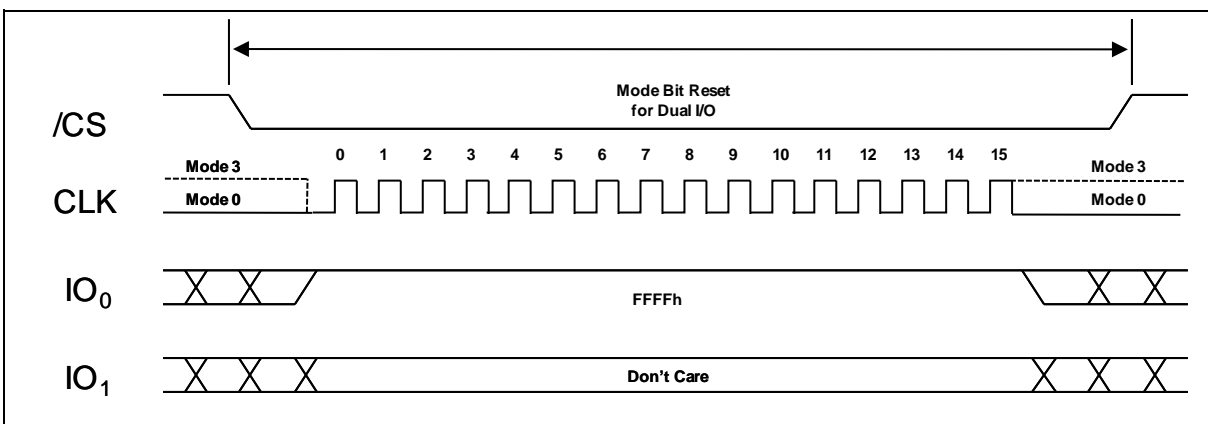 Mode Bit Reset
for Dual I/O
/CS
0 1 2 3 4 5 6 7 8 9 10 11 12 13 14 15
Mode 3 Mode 3
CLK Mode 0 Mode 0
IO0 FFFFh
IO1 Don't Care